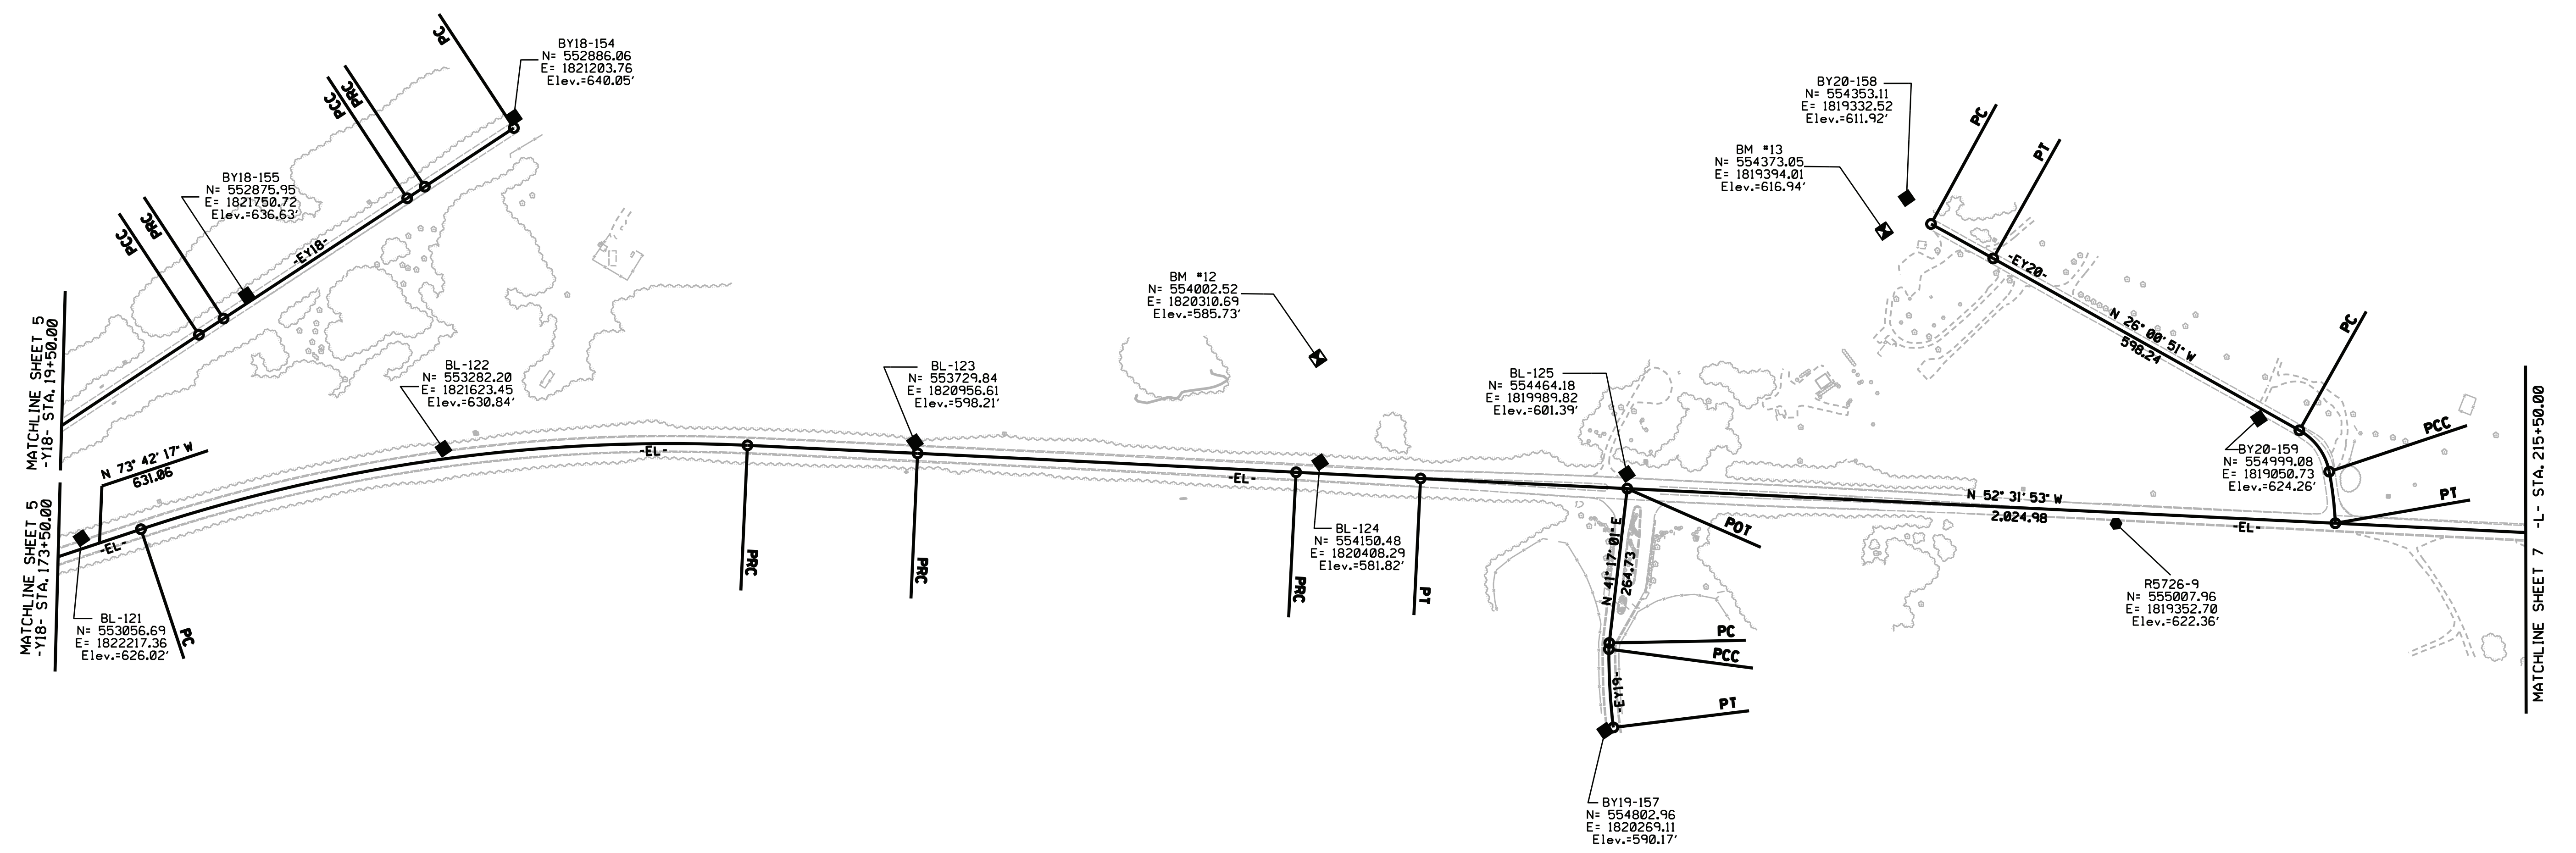 PC
BY18-154
N= 552886.06
E= 1821203.76
Elev.=640.05'
PRC
PCC
BY18-155
N= 552875.95
E= 1821750.72
Elev.=636.63'
PRC
PCC
-EY18-
MATCHLINE SHEET 5
-Y18- STA. 19+50.00
BY20-158
N= 554353.11
E= 1819332.52
Elev.=611.92'
BM #13
N= 554373.05
E= 1819394.01
Elev.=616.94'
PC
PT
-EY20-
N 26° 00' 51" W
598.24
PC
BM #12
N= 554002.52
E= 1820310.69
Elev.=585.73'
BL-122
N= 553282.20
E= 1821623.45
Elev.=630.84'
BL-123
N= 553729.84
E= 1820956.61
Elev.=598.21'
BL-125
N= 554464.18
E= 1819989.82
Elev.=601.39'
PCC
BY20-159
N= 554999.08
E= 1819050.73
Elev.=624.26'
PT
N 73° 42' 17" W
631.06
-EL-
-EL-
-EL-
N 52° 31' 53" W
2,024.98
-EL-
MATCHLINE SHEET 5
-Y18- STA. 173+50.00
BL-121
N= 553056.69
E= 1822217.36
Elev.=626.02'
PC
PRC
PRC
PRC
BL-124
N= 554150.48
E= 1820408.29
Elev.=581.82'
PT
POT
N 41° 17' 01" E
264.73
PC
PCC
-EY19-
PT
R5726-9
N= 555007.96
E= 1819352.70
Elev.=622.36'
BY19-157
N= 554802.96
E= 1820269.11
Elev.=590.17'
MATCHLINE SHEET 7 -L- STA. 215+50.00